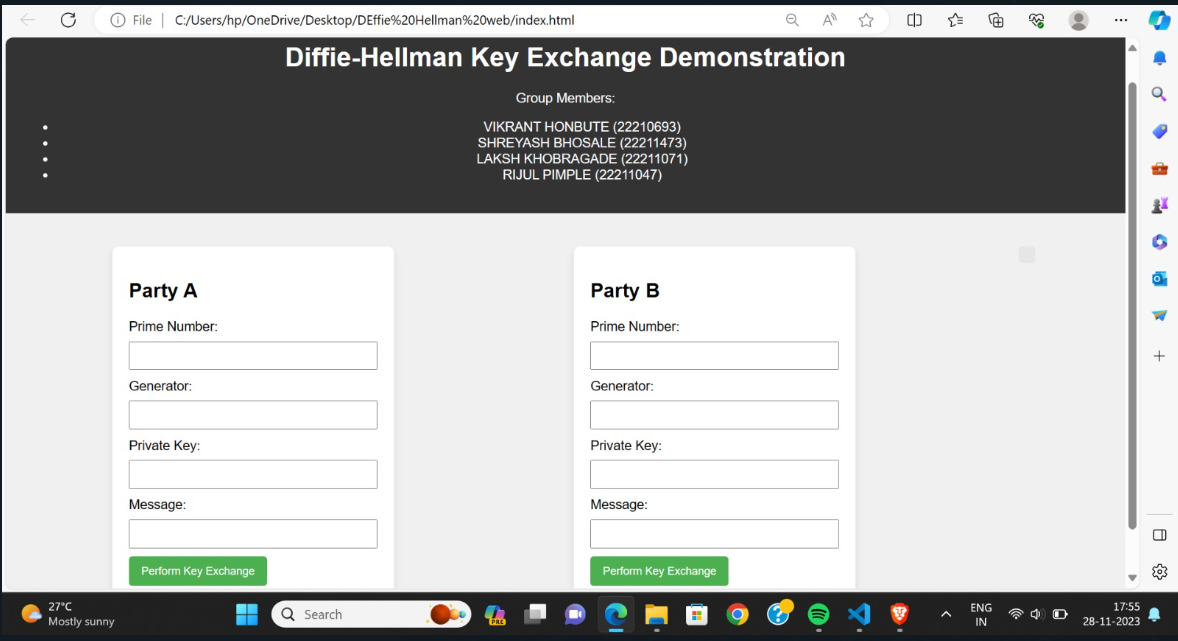 File
C:/Users/hp/OneDrive/Desktop/DEffie%20Hellman%20web/index.html
Diffie-Hellman Key Exchange Demonstration
Group Members:
VIKRANT HONBUTE (22210693)
SHREYASH BHOSALE (22211473)
LAKSH KHOBRAGADE (22211071)
RIJUL PIMPLE (22211047)
Party A
Prime Number:
Generator:
Private Key:
Message:
Perform Key Exchange
Party B
Prime Number:
Generator:
Private Key:
Message:
Perform Key Exchange
27°C
Mostly sunny
Search
PRE
ENG
IN
17:55
28-11-2023